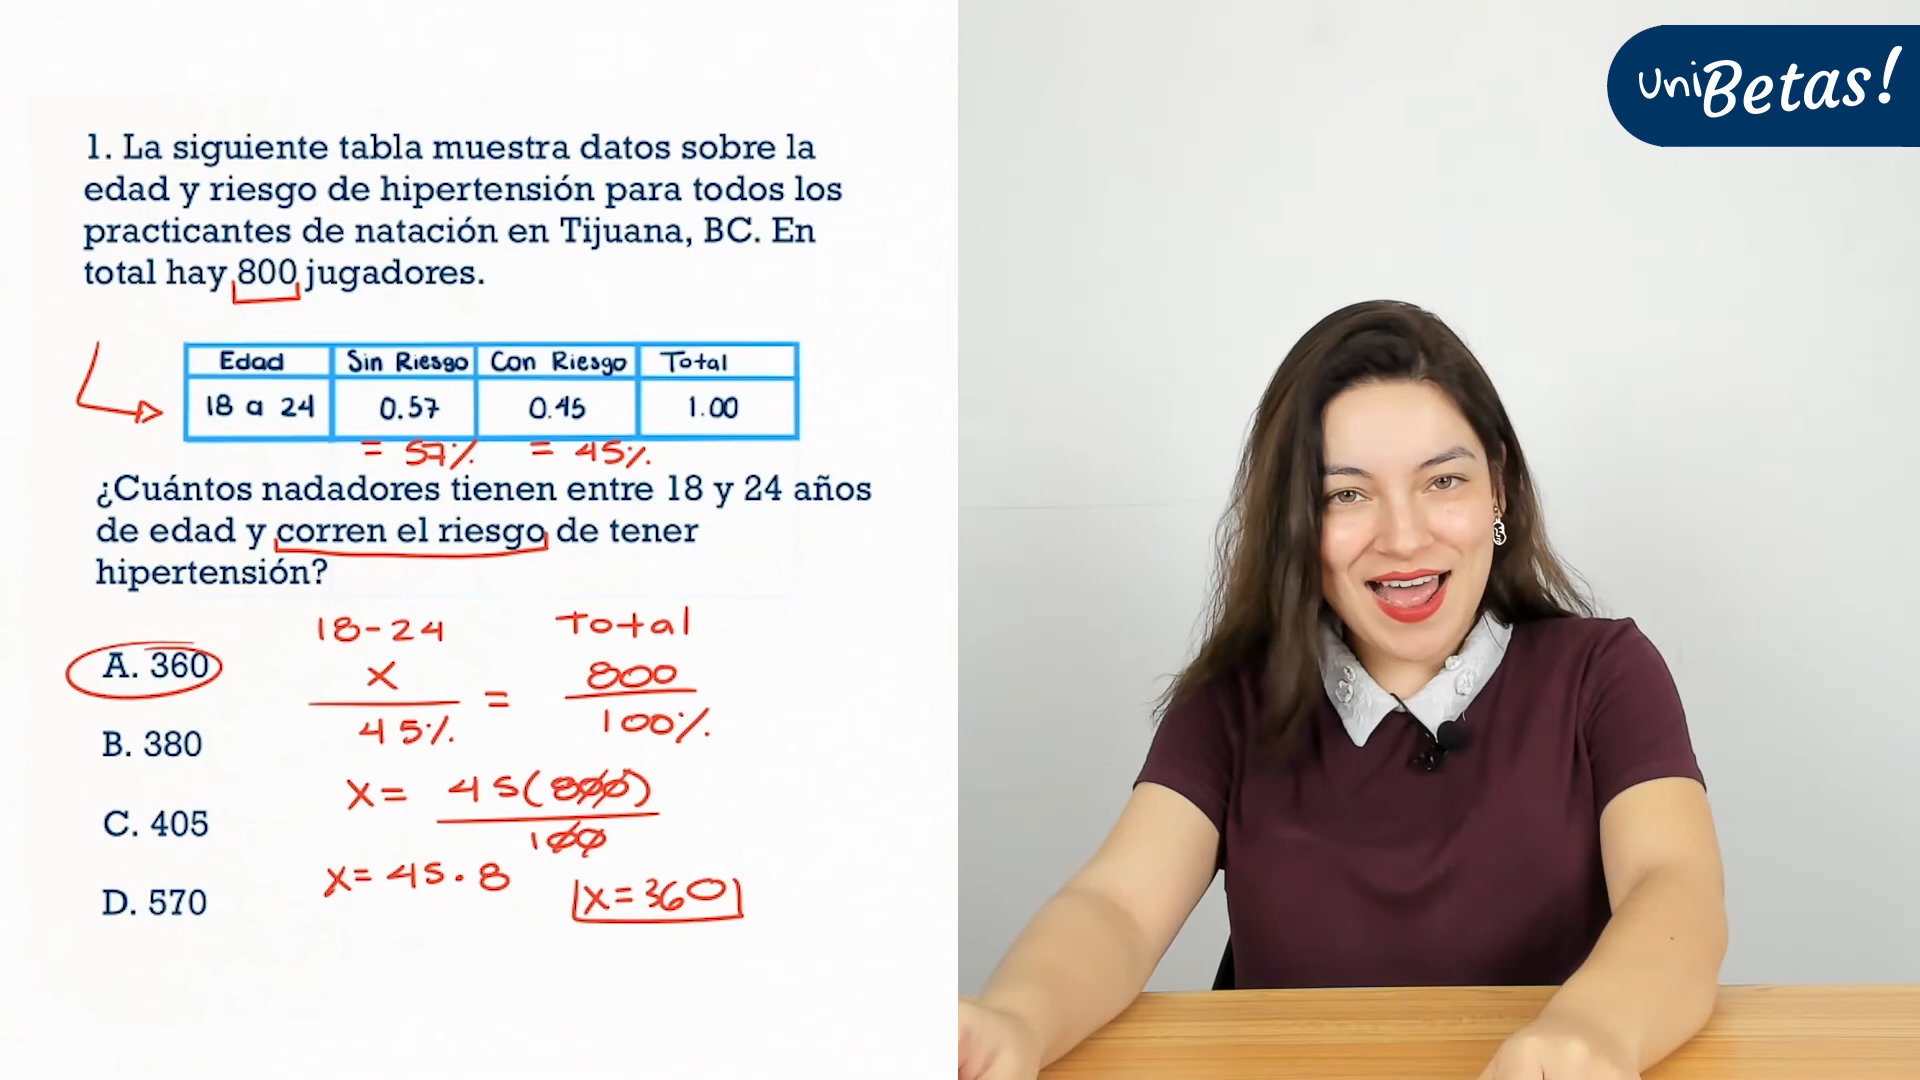 UniBetas!
1. La siguiente tabla muestra datos sobre la
edad y riesgo de hipertensión para todos los
practicantes de natación en Tijuana, BC. En
total hay 800 jugadores.
Edad Sin Riesgo Con Riesgo Total
18 a 24 0.57 0.45 1.00
= 57% = 45%
¿Cuántos nadadores tienen entre 18 y 24 años
de edad y corren el riesgo de tener
hipertensión?
A. 360
B. 380
C. 405
D. 570
18-24 Total
x = 800
45% 100%
x = 45(800)
100
x = 45 . 8
x = 360